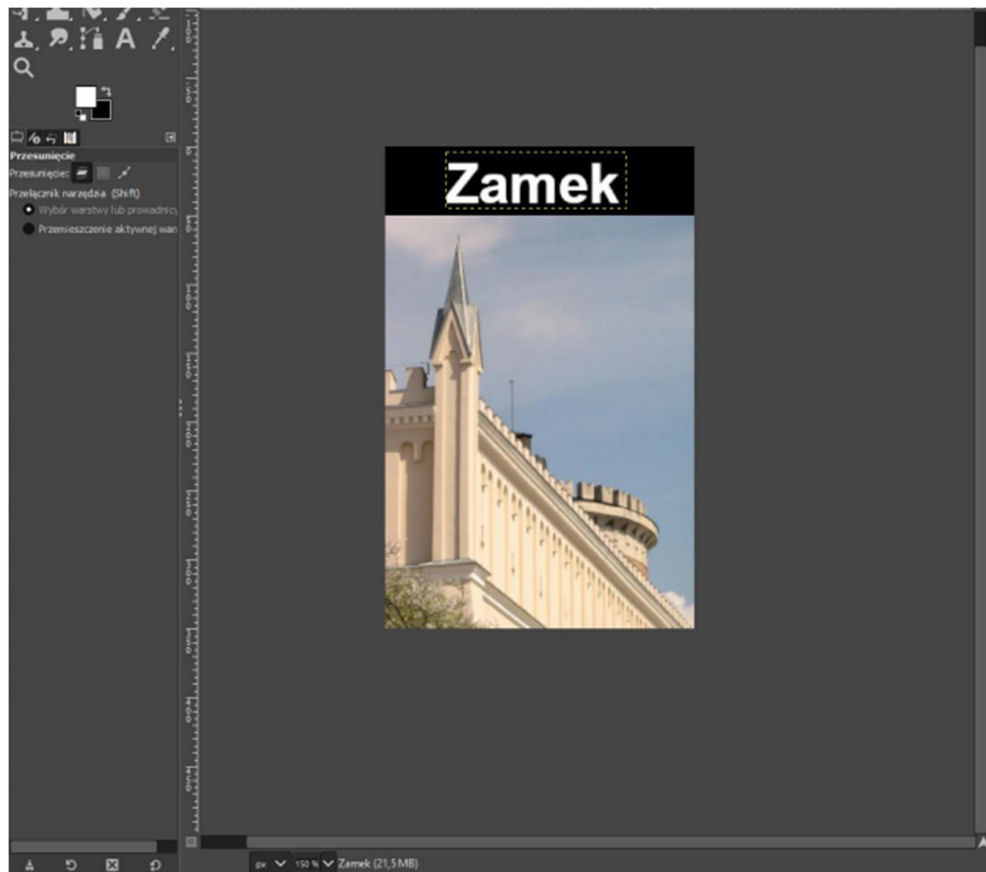 Przesunięcie
Przesunięcie:
Przełącznik narzędzia (Shift)
Wybór warstwy lub prowadnicy
Przemieszczenie aktywnej war
Zamek
px 150 % Zamek (21,5 MB)